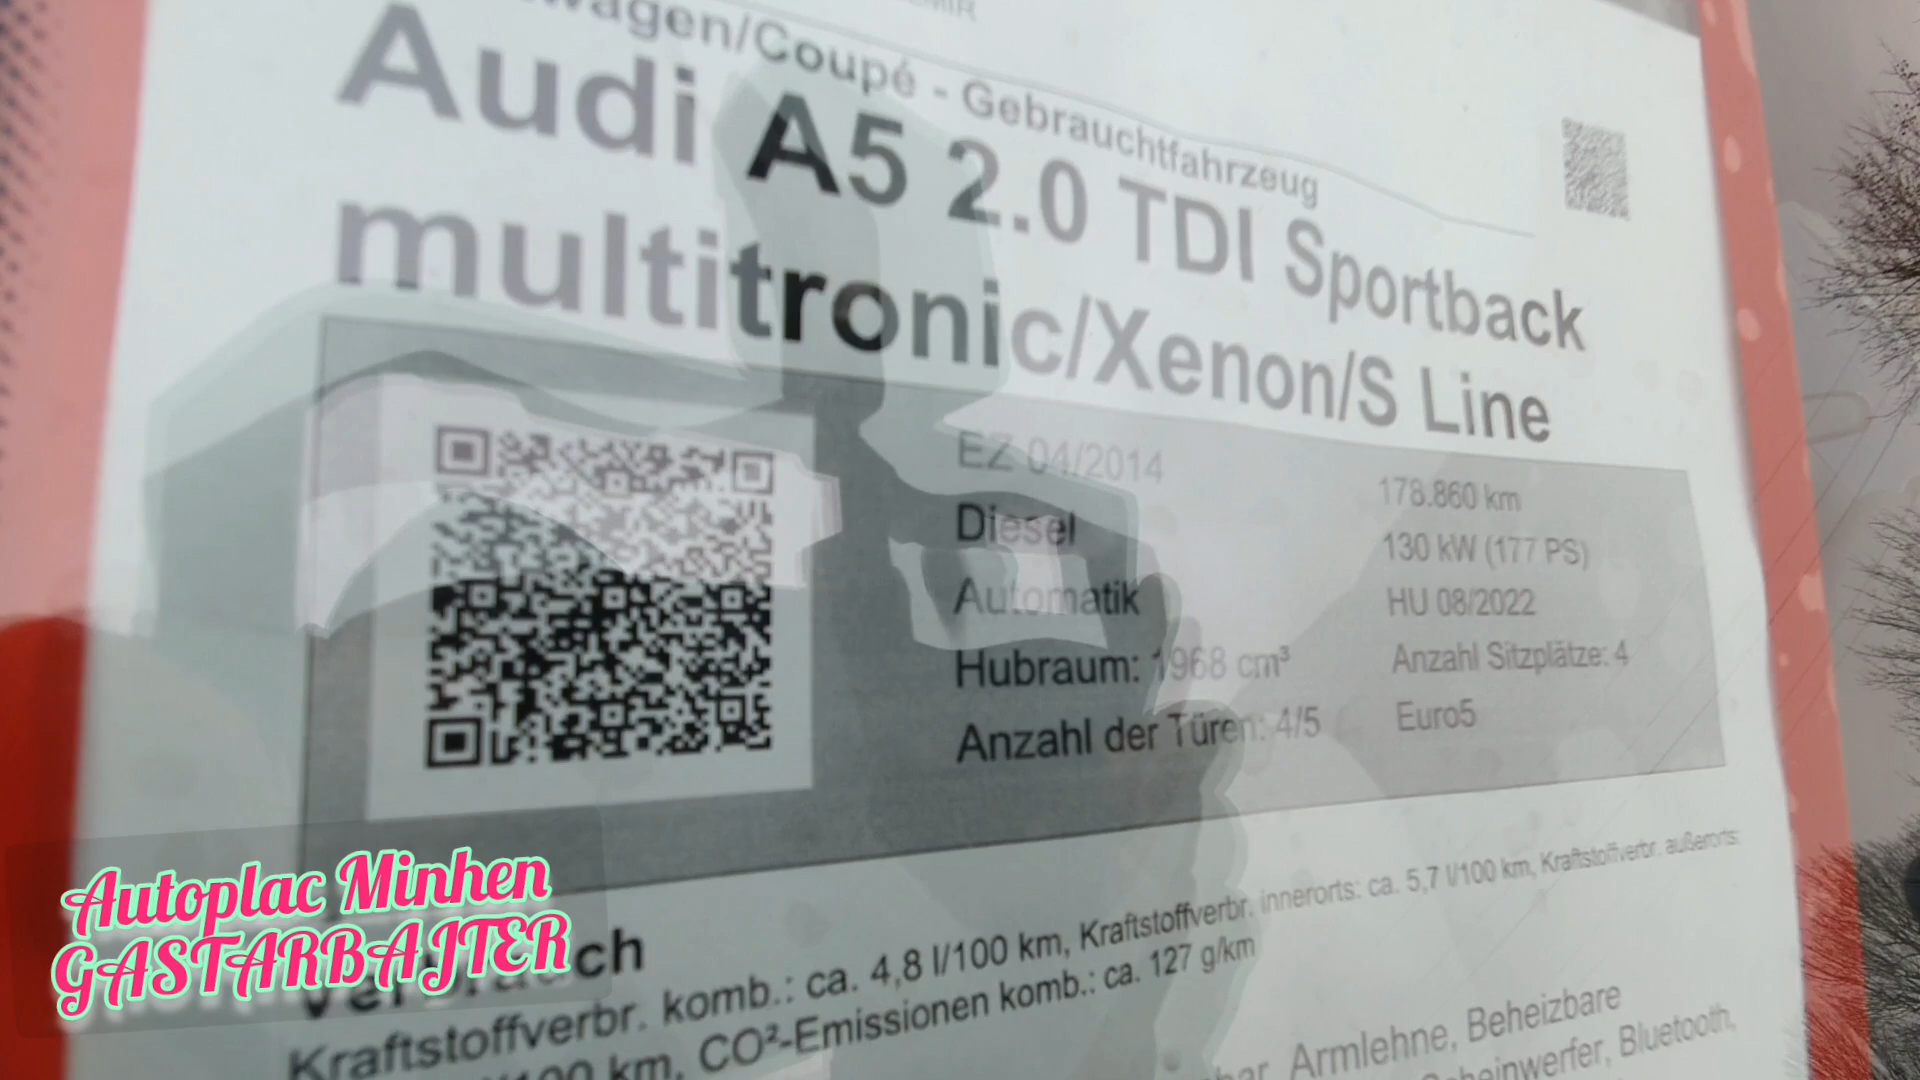 wagen/Coupé - Gebrauchtfahrzeug
Audi A5 2.0 TDI Sportback
multitronic/Xenon/S Line
EZ 04/2014
178.860 km
Diesel
130 kW (177 PS)
Automatik
HU 08/2022
Hubraum: 1968 cm³
Anzahl Sitzplätze: 4
Anzahl der Türen: 4/5
Euro5
Autoplac Minhen
GASTARBAJTER
Kraftstoffverbr. komb.: ca. 4,8 l/100 km, Kraftstoffverbr. innerorts: ca. 5,7 l/100 km, Kraftstoffverbr. außerorts:
km, CO²-Emissionen komb.: ca. 127 g/km
Armlehne, Beheizbare
Bluetooth,